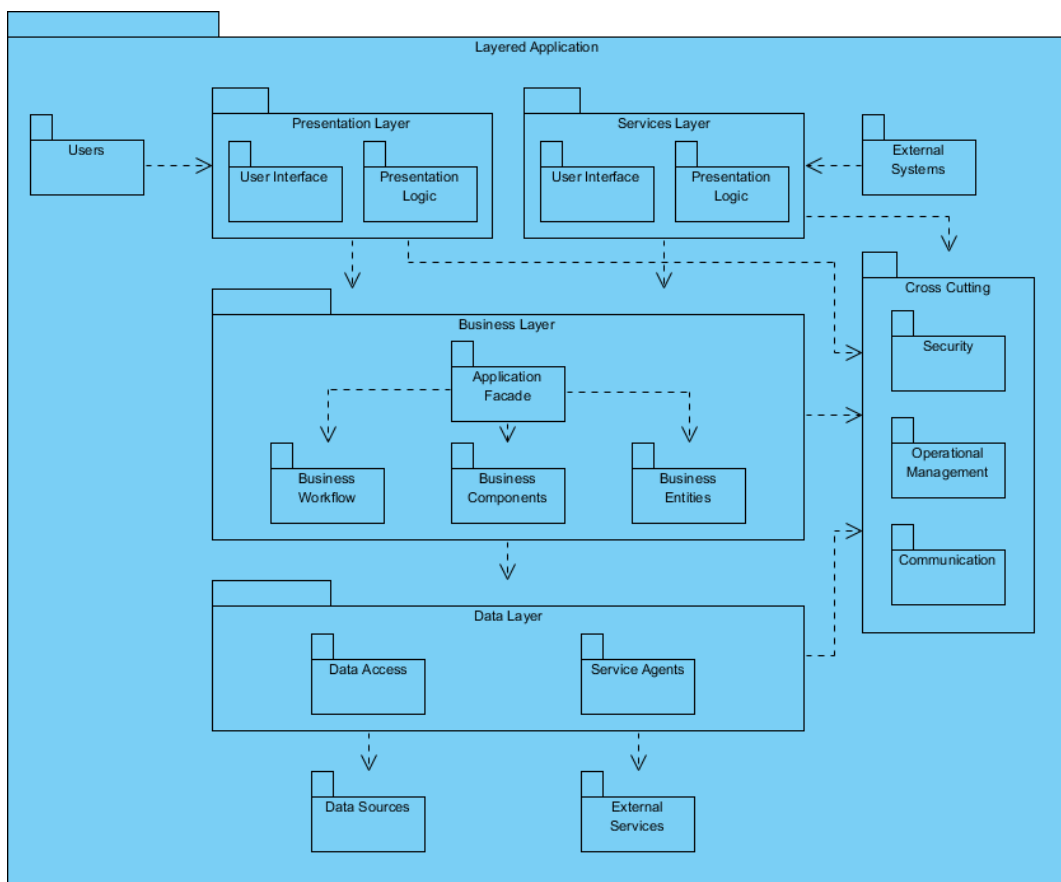 Layered Application
Presentation Layer
Services Layer
Users
External
Systems
User Interface
Presentation
Logic
User Interface
Presentation
Logic
Cross Cutting
Business Layer
Security
Application
Facade
Operational
Management
Business
Workflow
Business
Components
Business
Entities
Communication
Data Layer
Data Access
Service Agents
Data Sources
External
Services